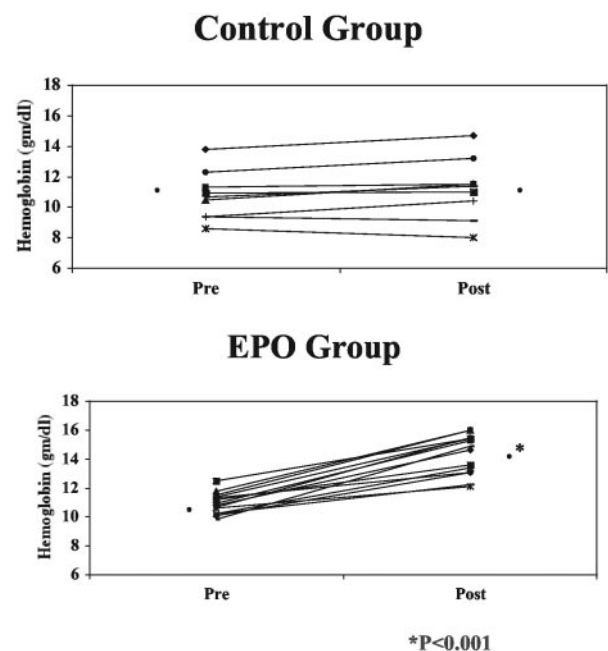 Control Group
Hemoglobin (gm/dl)
18
16
14
12
10
8
6
Pre Post
EPO Group
Hemoglobin (gm/dl)
18
16
14
12
10
8
6
*
Pre Post
*P<0.001